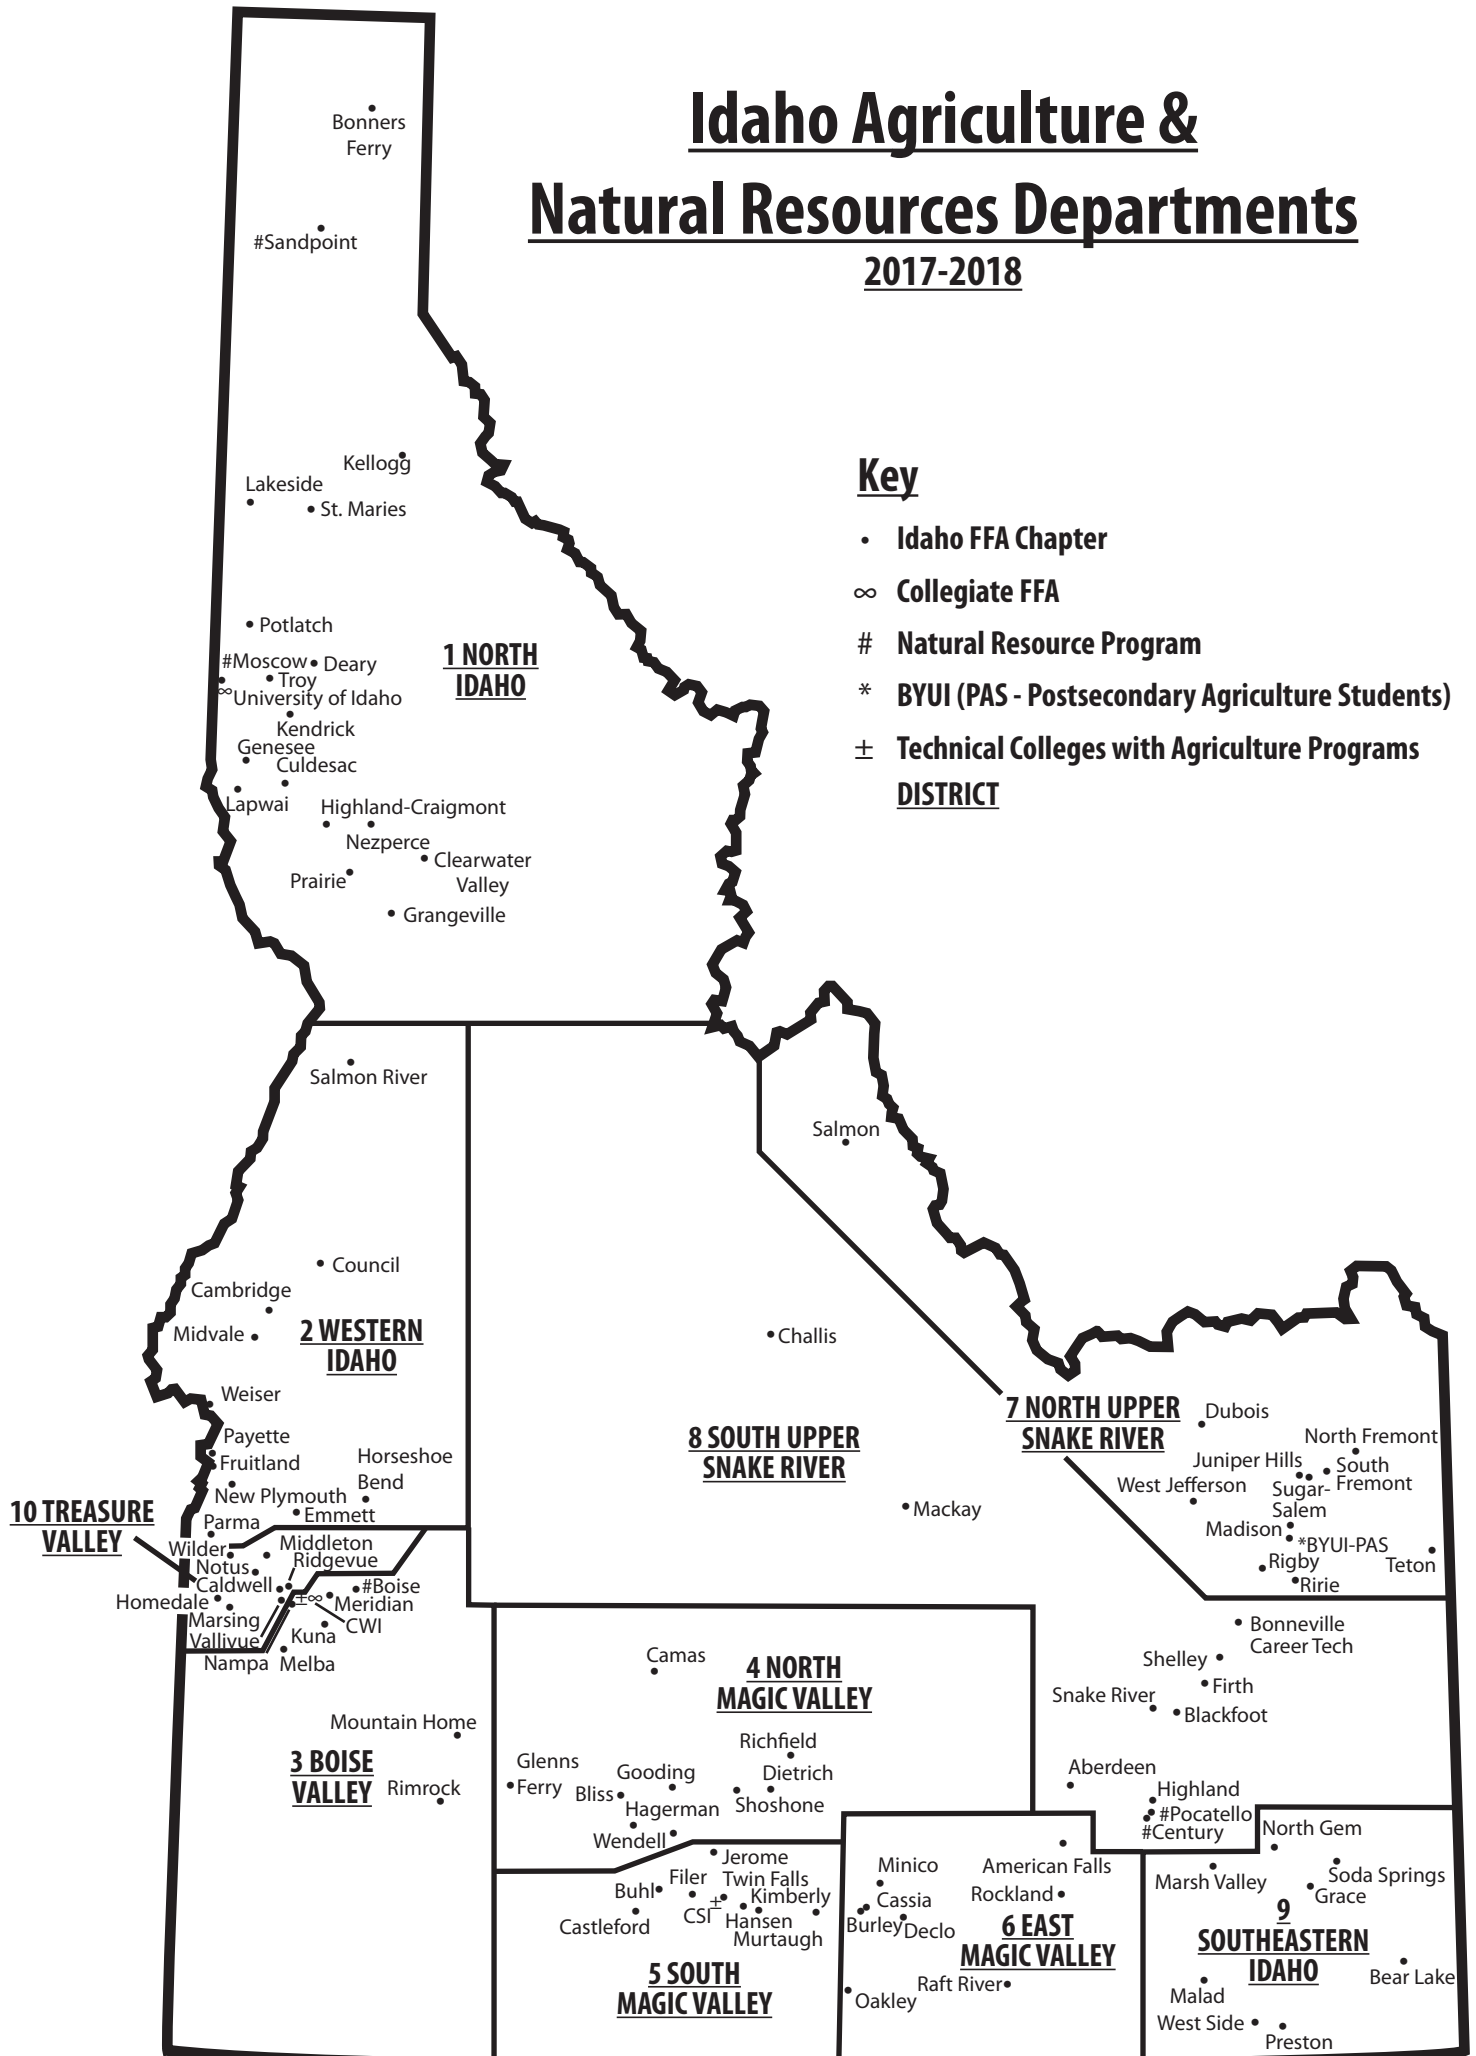 Idaho Agriculture &
Natural Resources Departments
2017-2018
Key
• Idaho FFA Chapter
∞ Collegiate FFA
# Natural Resource Program
* BYUI (PAS - Postsecondary Agriculture Students)
± Technical Colleges with Agriculture Programs
DISTRICT
Bonners
Ferry
#Sandpoint
Kellogg
Lakeside
St. Maries
Potlatch
#Moscow
Deary
Troy
∞
University of Idaho
Kendrick
Genesee
Culdesac
Lapwai
Highland-Craigmont
Nezperce
Clearwater
Valley
Prairie
Grangeville
1 NORTH
IDAHO
Salmon River
Council
Cambridge
Midvale
2 WESTERN
IDAHO
Weiser
Payette
Fruitland
Horseshoe
Bend
New Plymouth
Emmett
10 TREASURE
VALLEY
Parma
Wilder
Middleton
Notus
Ridgevue
Caldwell
Homedale
Marsing
Vallivue
Nampa
#Boise
±∞
Meridian
CWI
Kuna
Melba
Mountain Home
3 BOISE
VALLEY
Rimrock
Salmon
Challis
8 SOUTH UPPER
SNAKE RIVER
Mackay
7 NORTH UPPER
SNAKE RIVER
Dubois
North Fremont
Juniper Hills
South
Fremont
West Jefferson
Sugar-
Salem
Madison
*BYUI-PAS
Rigby
Teton
Ririe
Bonneville
Career Tech
Shelley
Firth
Snake River
Blackfoot
Aberdeen
Highland
#Pocatello
#Century
Camas
4 NORTH
MAGIC VALLEY
Richfield
Glenns
Ferry
Gooding
Dietrich
Bliss
Hagerman
Shoshone
Wendell
Jerome
Filer
Twin Falls
Buhl
Kimberly
CSI
±
Hansen
Castleford
Murtaugh
5 SOUTH
MAGIC VALLEY
Minico
American Falls
Cassia
Rockland
Burley
Declo
6 EAST
MAGIC VALLEY
Raft River
Oakley
North Gem
Marsh Valley
Soda Springs
Grace
9
SOUTHEASTERN
IDAHO
Bear Lake
Malad
West Side
Preston